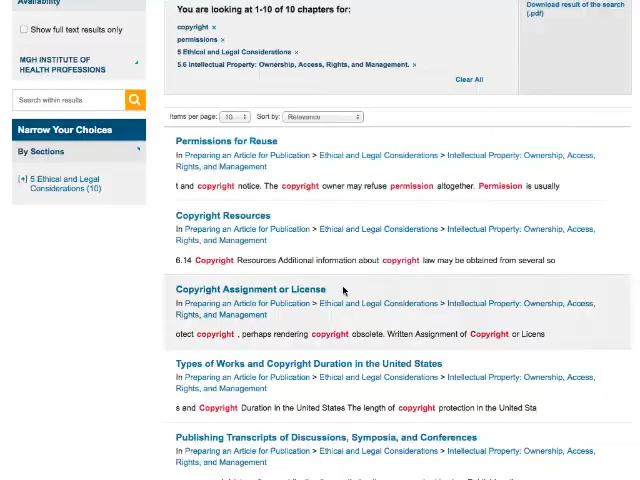 Availability
Show full text results only
MGH INSTITUTE OF
HEALTH PROFESSIONS
Search within results
Narrow Your Choices
By Sections
[+] 5 Ethical and Legal
Considerations (10)
You are looking at 1-10 of 10 chapters for:
copyright ×
permissions ×
5 Ethical and Legal Considerations ×
5.6 Intellectual Property: Ownership, Access, Rights, and Management. ×
Clear All
Download result of the search
(.pdf)
Items per page: 10 Sort by: Relevance
Permissions for Reuse
In Preparing an Article for Publication > Ethical and Legal Considerations > Intellectual Property: Ownership, Access,
Rights, and Management
t and copyright notice. The copyright owner may refuse permission altogether. Permission is usually
Copyright Resources
In Preparing an Article for Publication > Ethical and Legal Considerations > Intellectual Property: Ownership, Access,
Rights, and Management
6.14 Copyright Resources Additional information about copyright law may be obtained from several so
Copyright Assignment or License
In Preparing an Article for Publication > Ethical and Legal Considerations > Intellectual Property: Ownership, Access,
Rights, and Management
otect copyright , perhaps rendering copyright obsolete. Written Assignment of Copyright or Licens
Types of Works and Copyright Duration in the United States
In Preparing an Article for Publication > Ethical and Legal Considerations > Intellectual Property: Ownership, Access,
Rights, and Management
s and Copyright Duration in the United States The length of copyright protection in the United Sta
Publishing Transcripts of Discussions, Symposia, and Conferences
In Preparing an Article for Publication > Ethical and Legal Considerations > Intellectual Property: Ownership, Access,
Rights, and Management